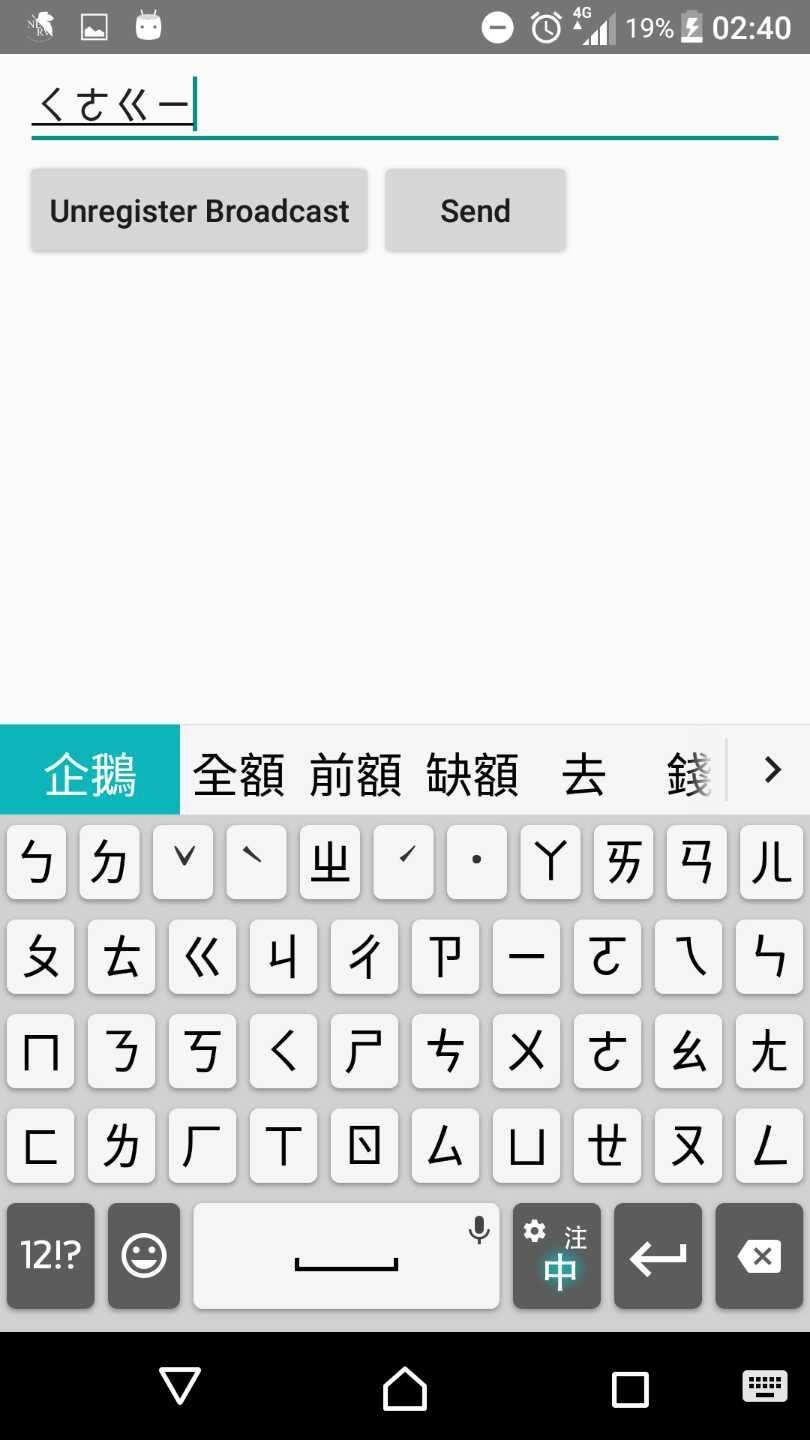 4G 19% 02:40
ㄑㄜㄍㄧ
Unregister Broadcast Send
企鵝 全額 前額 缺額 去 錢
ㄅ ㄉ ˇ ˋ ㄓ ˊ ˙ ㄚ ㄞ ㄢ ㄦ
ㄆ ㄊ ㄍ ㄐ ㄔ ㄗ ㄧ ㄛ ㄟ ㄣ
ㄇ ㄋ ㄎ ㄑ ㄕ ㄘ ㄨ ㄜ ㄠ ㄤ
ㄈ ㄌ ㄏ ㄒ ㄖ ㄙ ㄩ ㄝ ㄡ ㄥ
12!? 注 中